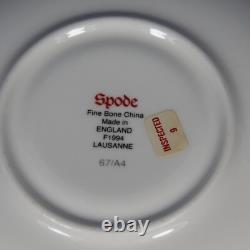 Spode
Fine Bone China
Made in
ENGLAND
F1994
LAUSANNE
67/A4
INSPECTED
9